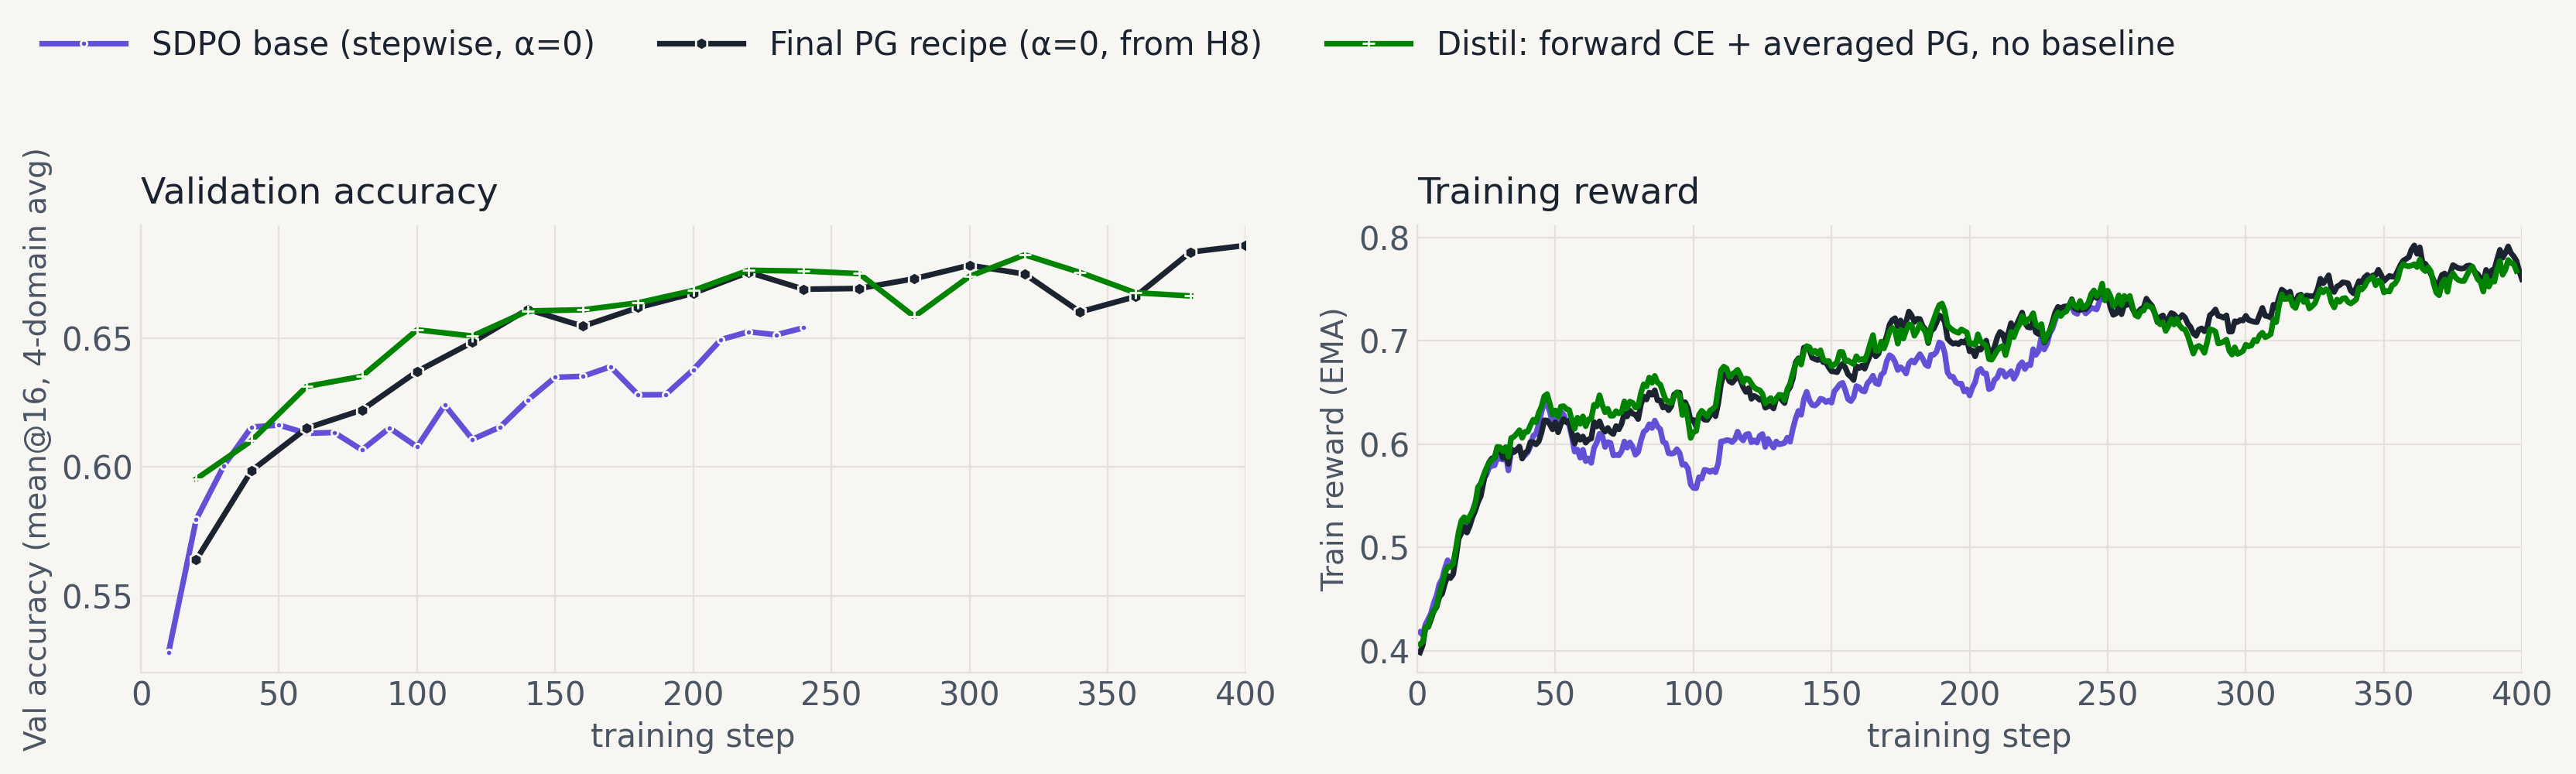 SDPO base (stepwise, α=0)
Final PG recipe (α=0, from H8)
Distil: forward CE + averaged PG, no baseline
Validation accuracy
Val accuracy (mean@16, 4-domain avg)
0.65
0.60
0.55
0 50 100 150 200 250 300 350 400
training step
Training reward
Train reward (EMA)
0.8
0.7
0.6
0.5
0.4
0 50 100 150 200 250 300 350 400
training step